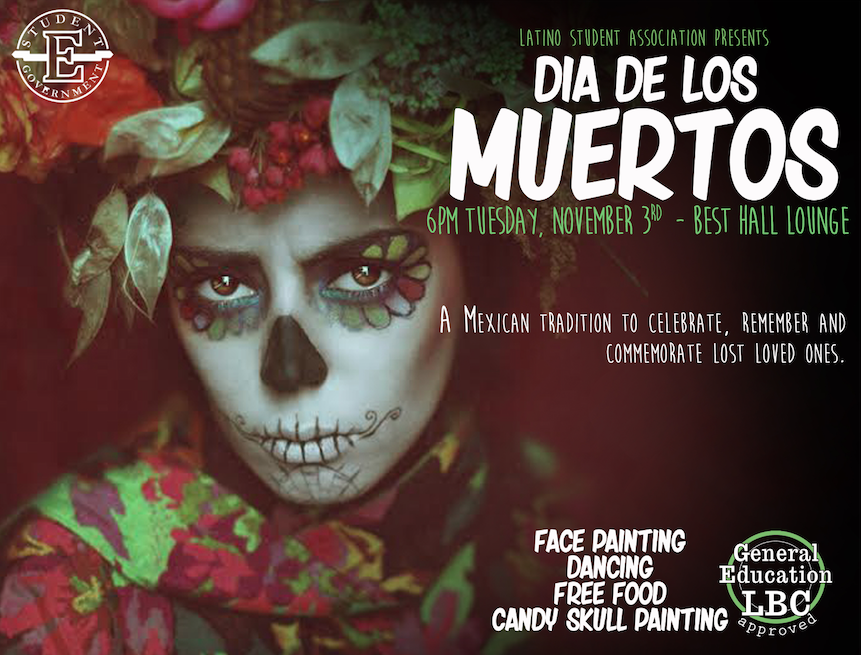 STUDENT
E
GOVERNMENT
LATINO STUDENT ASSOCIATION PRESENTS
DIA DE LOS
MUERTOS
6PM TUESDAY, NOVEMBER 3RD - BEST HALL LOUNGE
A MEXICAN TRADITION TO CELEBRATE, REMEMBER AND
COMMEMORATE LOST LOVED ONES.
FACE PAINTING
DANCING
FREE FOOD
CANDY SKULL PAINTING
General
Education
LBC
approved